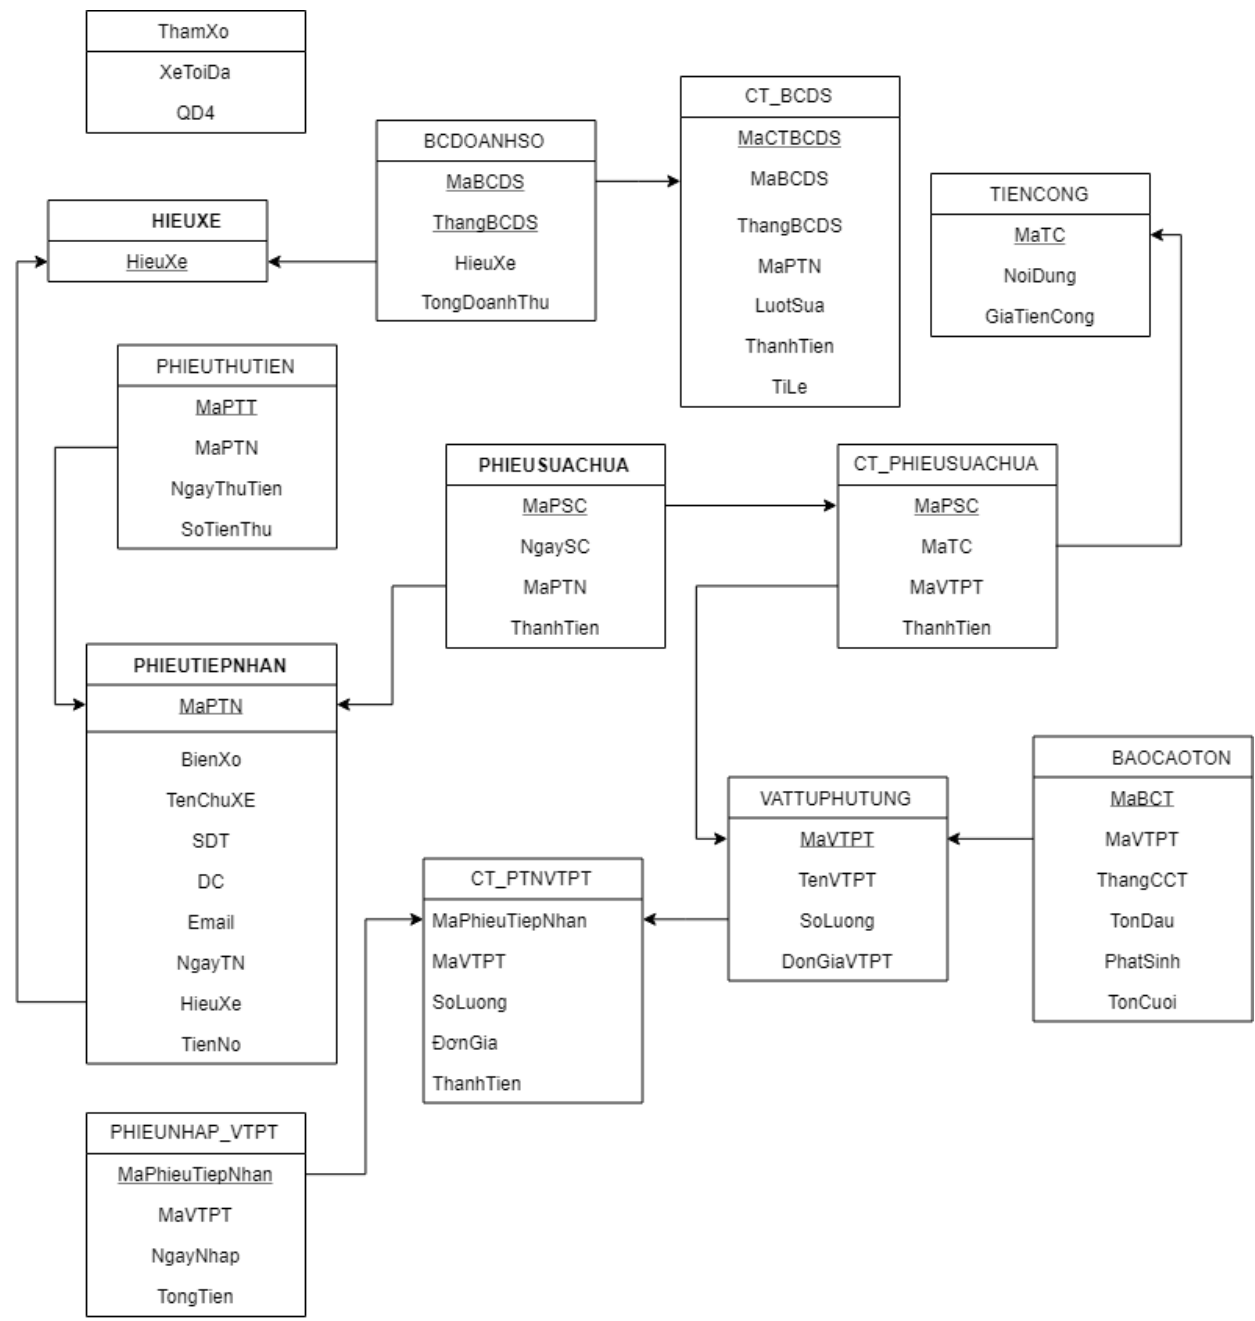 ThamXo
XeToiDa
QD4
CT_BCDS
MaCTBCDS
MaBCDS
ThangBCDS
MaPTN
LuotSua
ThanhTien
TiLe
BCDOANHSO
MaBCDS
ThangBCDS
HieuXe
TongDoanhThu
TIENCONG
MaTC
NoiDung
GiaTienCong
HIEUXE
HieuXe
PHIEUTHUTIEN
MaPTT
MaPTN
NgayThuTien
SoTienThu
PHIEUSUACHUA
MaPSC
NgaySC
MaPTN
ThanhTien
CT_PHIEUSUACHUA
MaPSC
MaTC
MaVTPT
ThanhTien
PHIEUTIEPNHAN
MaPTN
BienXo
TenChuXE
SDT
DC
Email
NgayTN
HieuXe
TienNo
VATTUPHUTUNG
MaVTPT
TenVTPT
SoLuong
DonGiaVTPT
BAOCAOTON
MaBCT
MaVTPT
ThangCCT
TonDau
PhatSinh
TonCuoi
CT_PTNVTPT
MaPhieuTiepNhan
MaVTPT
SoLuong
ĐơnGia
ThanhTien
PHIEUNHAP_VTPT
MaPhieuTiepNhan
MaVTPT
NgayNhap
TongTien